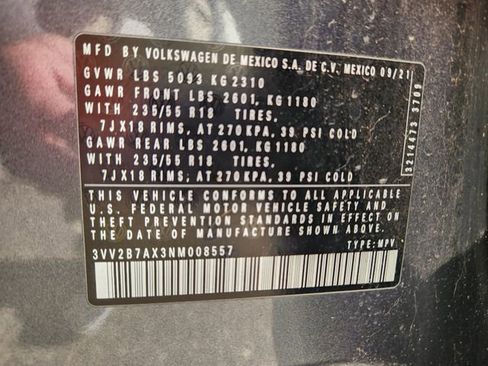 MFD BY VOLKSWAGEN DE MEXICO S.A. DE C.V. MEXICO 09/21
GVWR LBS 5093 KG 2310
GAWR FRONT LBS 2601, KG 1180
WITH 235/55 R18 TIRES,
7JX18 RIMS, AT 270 KPA, 39 PSI COLD
GAWR REAR LBS 2601, KG 1180
WITH 235/55 R18 TIRES,
7JX18 RIMS, AT 270 KPA, 39 PSI COLD
THIS VEHICLE CONFORMS TO ALL APPLICABLE
U.S. FEDERAL MOTOR VEHICLE SAFETY AND
THEFT PREVENTION STANDARDS IN EFFECT ON
THE DATE OF MANUFACTURE SHOWN ABOVE.
3VV2B7AX3NM008557 TYPE: MPV
3214473 3709